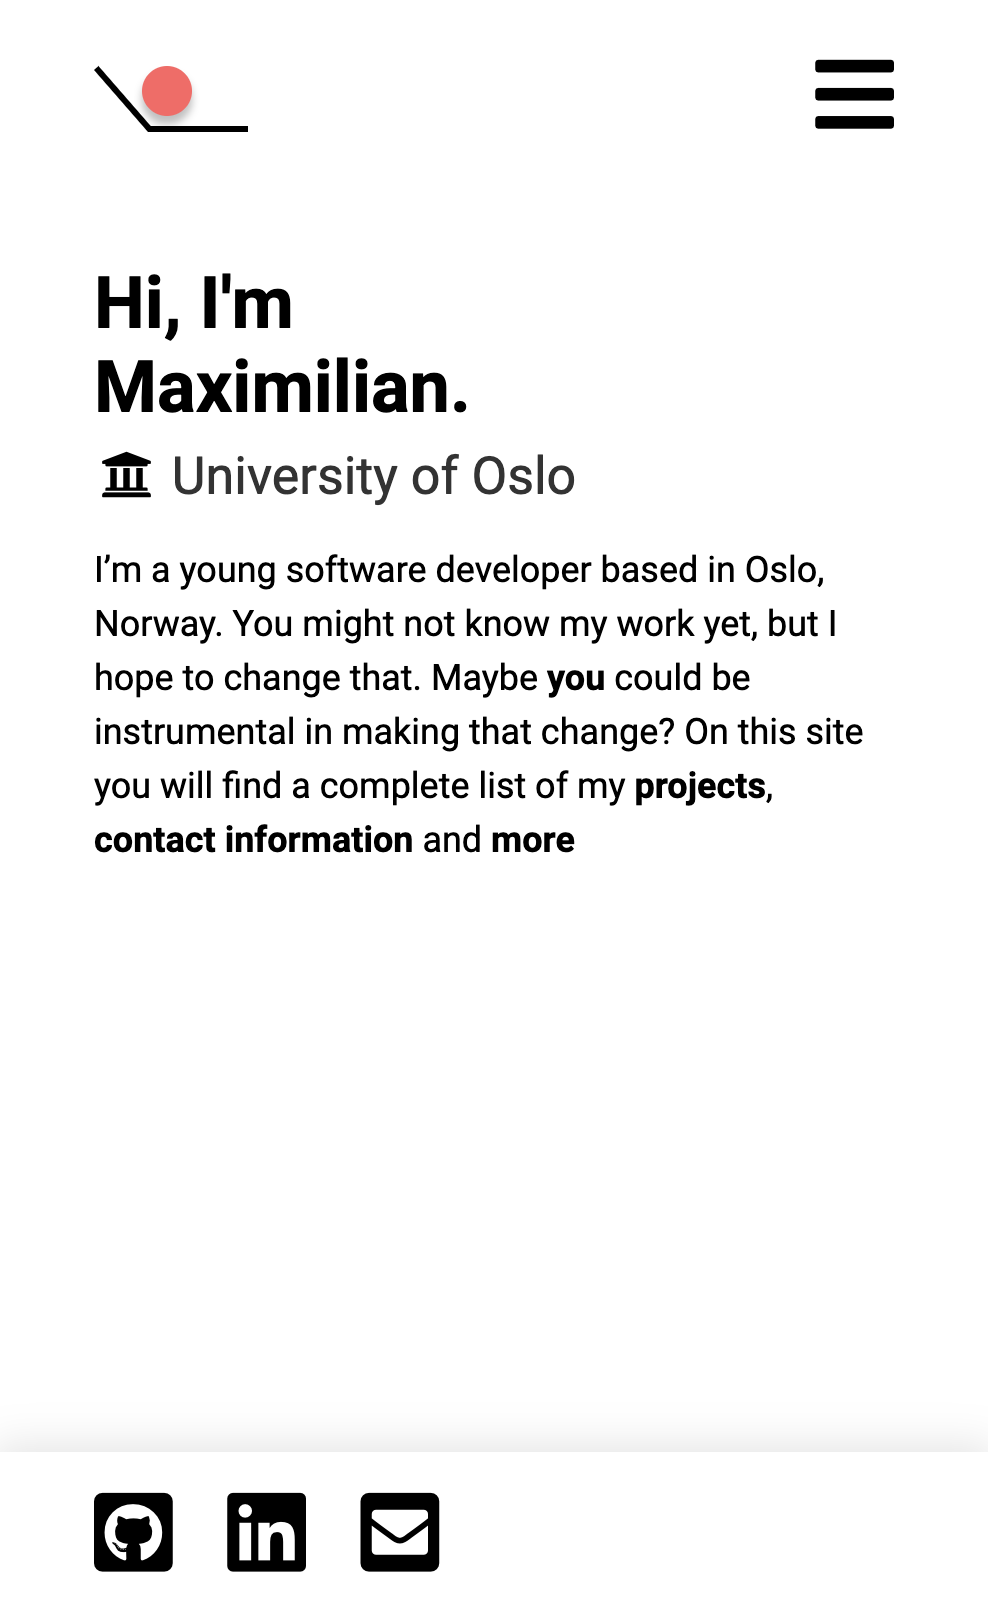 Hi, I'm
Maximilian.
University of Oslo
I’m a young software developer based in Oslo,
Norway. You might not know my work yet, but I
hope to change that. Maybe you could be
instrumental in making that change? On this site
you will find a complete list of my projects,
contact information and more
in